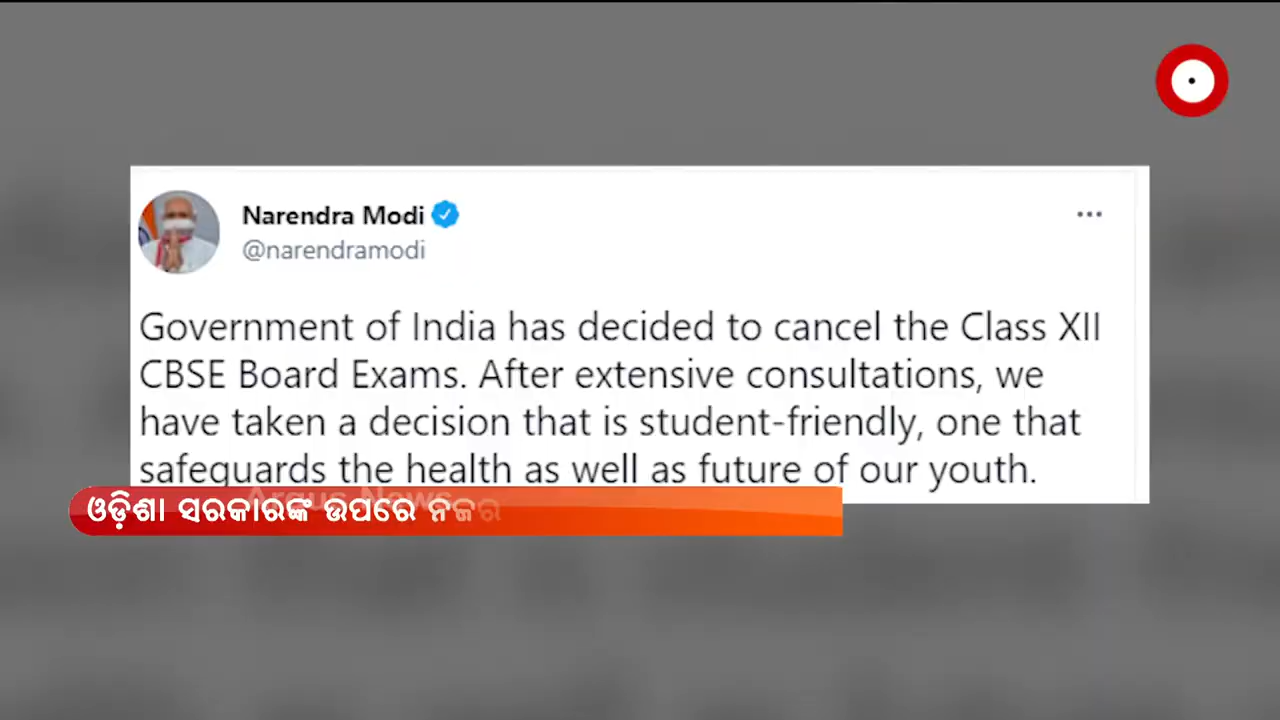 Narendra Modi
@narendramodi
Government of India has decided to cancel the Class XII
CBSE Board Exams. After extensive consultations, we
have taken a decision that is student-friendly, one that
safeguards the health as well as future of our youth.
Argus News
ଓଡ଼ିଶା ସରକାରଙ୍କ ଉପରେ ନଜର